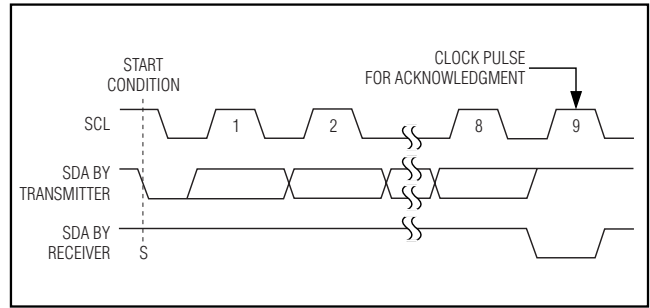 START
CONDITION
CLOCK PULSE
FOR ACKNOWLEDGMENT
SCL
1
2
8
9
SDA BY
TRANSMITTER
SDA BY
RECEIVER
S